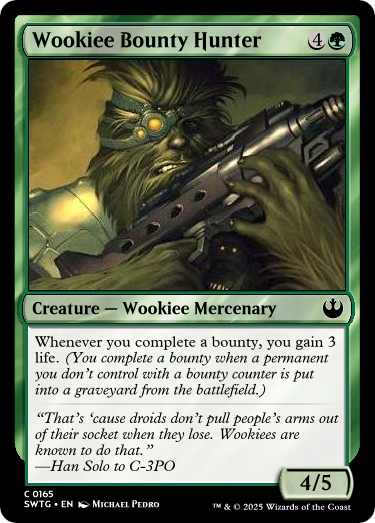 Wookiee Bounty Hunter 4
Creature — Wookiee Mercenary
Whenever you complete a bounty, you gain 3
life. (You complete a bounty when a permanent
you don't control with a bounty counter is put
into a graveyard from the battlefield.)
“That's ‘cause droids don't pull people's arms out
of their socket when they lose. Wookiees are
known to do that.”
—Han Solo to C-3PO
4/5
C 0165
SWTG • EN Michael Pedro
™ & © 2025 Wizards of the Coast